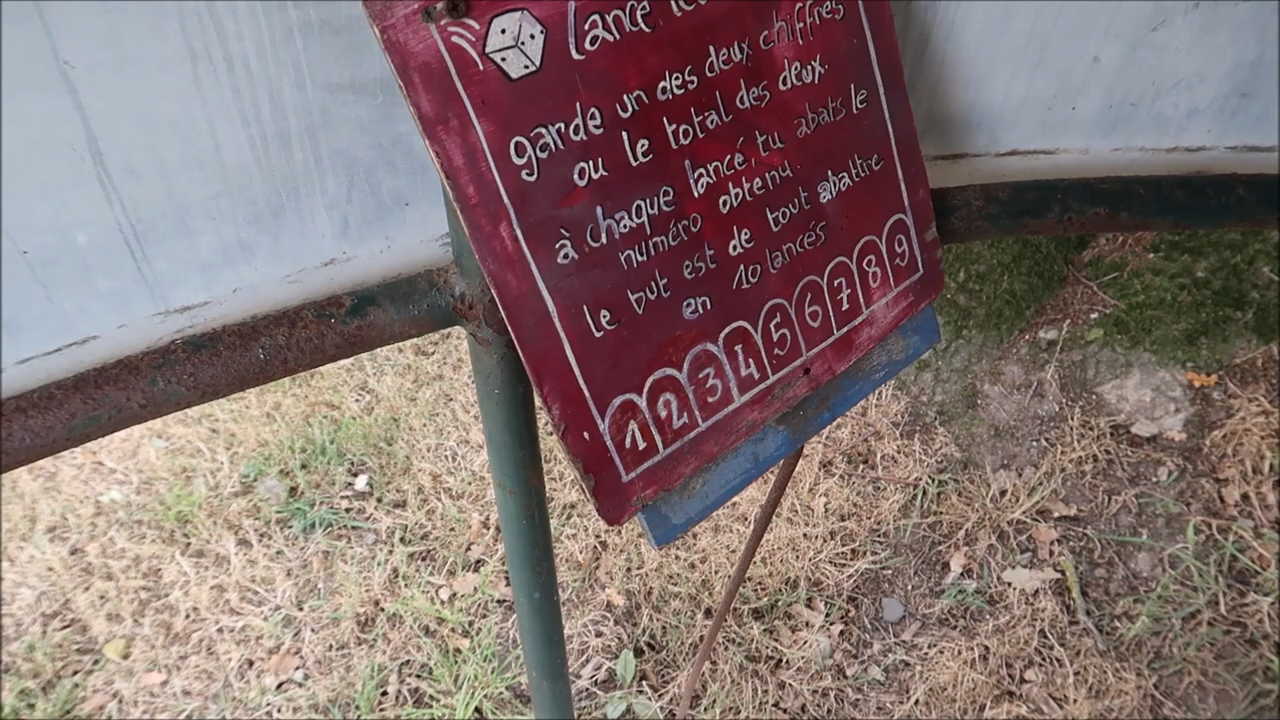 lance
garde un des deux chiffres
ou le total des deux.
à chaque lancé, tu abats le
numéro obtenu.
Le but est de tout abattre
en 10 lancés
1 2 3 4 5 6 7 8 9